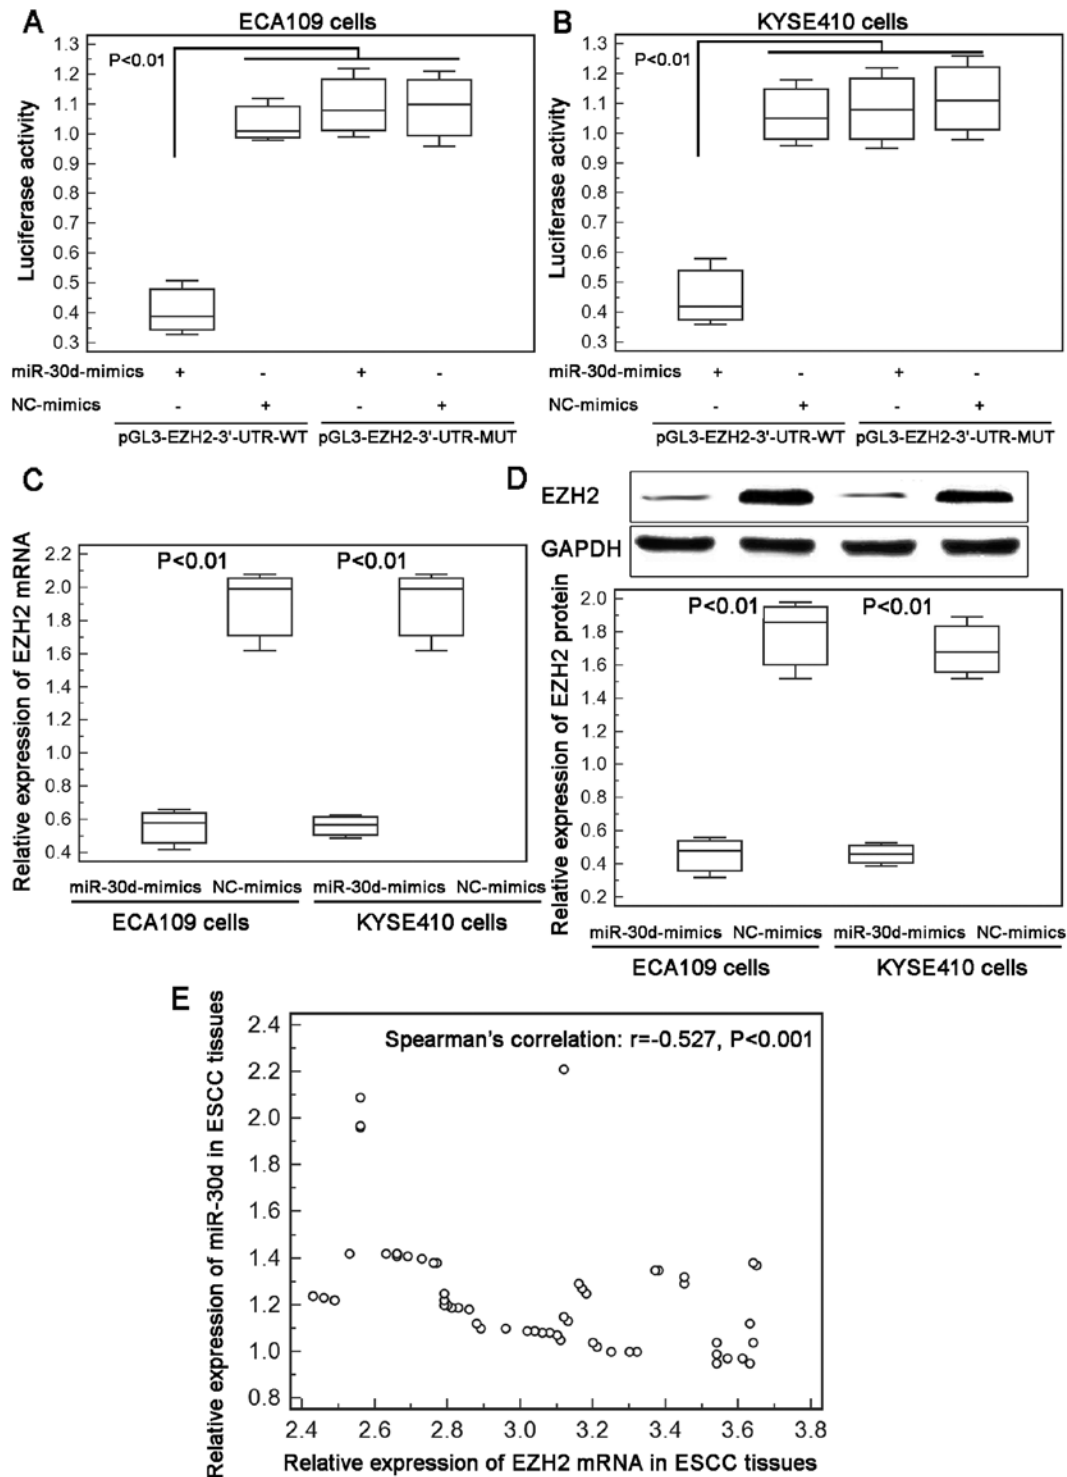 A
ECA109 cells
P<0.01
Luciferase activity
1.3
1.2
1.1
1.0
0.9
0.8
0.7
0.6
0.5
0.4
0.3
miR-30d-mimics + - + -
NC-mimics - + - +
pGL3-EZH2-3'-UTR-WT pGL3-EZH2-3'-UTR-MUT
B
KYSE410 cells
P<0.01
Luciferase activity
1.3
1.2
1.1
1.0
0.9
0.8
0.7
0.6
0.5
0.4
0.3
miR-30d-mimics + - + -
NC-mimics - + - +
pGL3-EZH2-3'-UTR-WT pGL3-EZH2-3'-UTR-MUT
C
P<0.01 P<0.01
Relative expression of EZH2 mRNA
2.2
2.0
1.8
1.6
1.4
1.2
1.0
0.8
0.6
0.4
miR-30d-mimics NC-mimics miR-30d-mimics NC-mimics
ECA109 cells KYSE410 cells
D
EZH2
GAPDH
P<0.01 P<0.01
Relative expression of EZH2 protein
2.0
1.8
1.6
1.4
1.2
1.0
0.8
0.6
0.4
0.2
miR-30d-mimics NC-mimics miR-30d-mimics NC-mimics
ECA109 cells KYSE410 cells
E
Spearman's correlation: r=-0.527, P<0.001
Relative expression of miR-30d in ESCC tissues
2.4
2.2
2.0
1.8
1.6
1.4
1.2
1.0
0.8
2.4 2.6 2.8 3.0 3.2 3.4 3.6 3.8
Relative expression of EZH2 mRNA in ESCC tissues